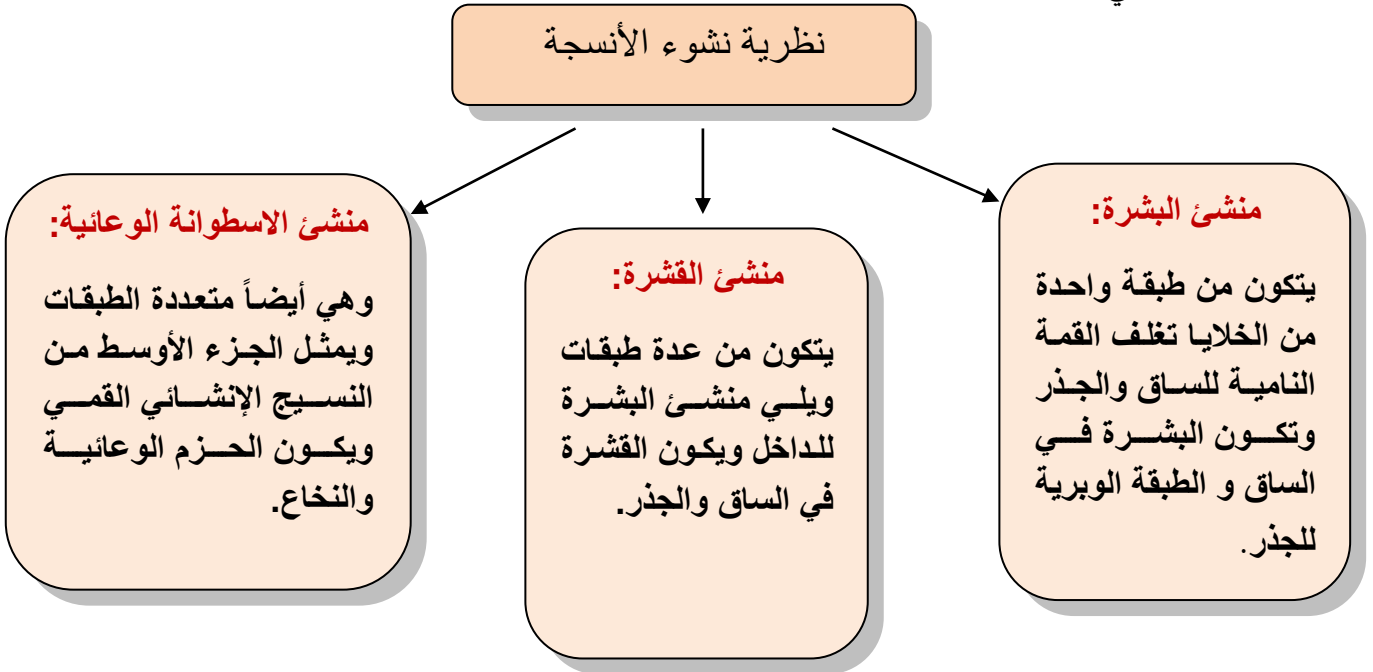 ي
نظرية نشوء الأنسجة
منشئ البشرة:
يتكون من طبقة واحدة
من الخلايا تغلف القمة
النامية للساق والجذر
وتكون البشرة في
الساق و الطبقة الوبرية
للجذر.
منشئ القشرة:
يتكون من عدة طبقات
ويلي منشئ البشرة
للداخل ويكون القشرة
في الساق والجذر.
منشئ الاسطوانة الوعائية:
وهي أيضاً متعددة الطبقات
ويمثل الجزء الأوسط من
النسيج الإنشائي القمي
ويكون الحزم الوعائية
والنخاع.